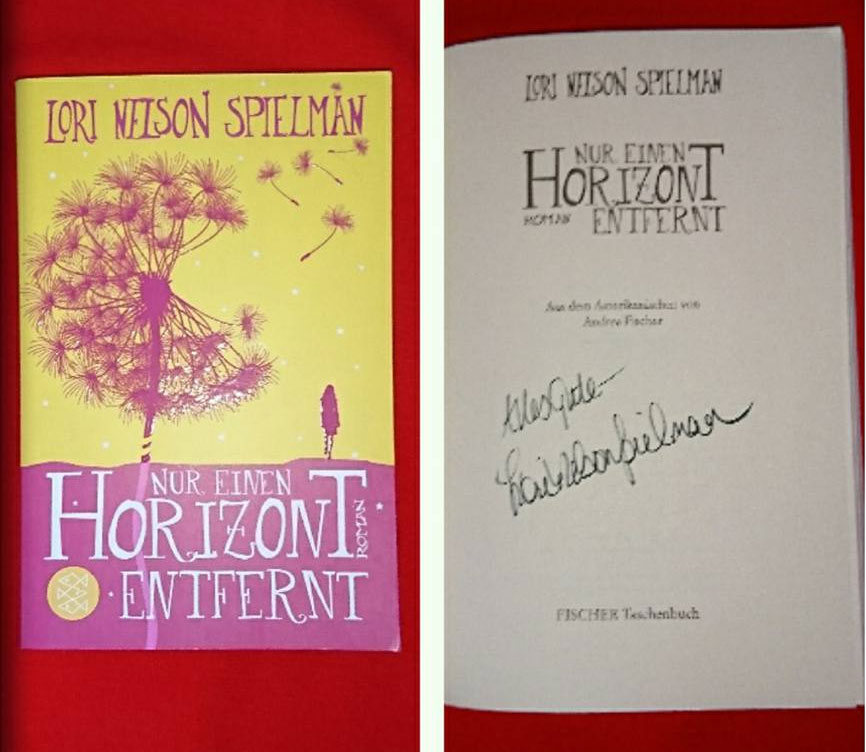 LORI NELSON SPIELMAN
NUR EINEN
HORIZONT
ROMAN
ENTFERNT
LORI NELSON SPIELMAN
NUR EINEN
HORIZONT
ROMAN ENTFERNT
Aus dem Amerikanischen von
Andrea Fischer
Alles Gute
Lori Nelson Spielman
FISCHER Taschenbuch